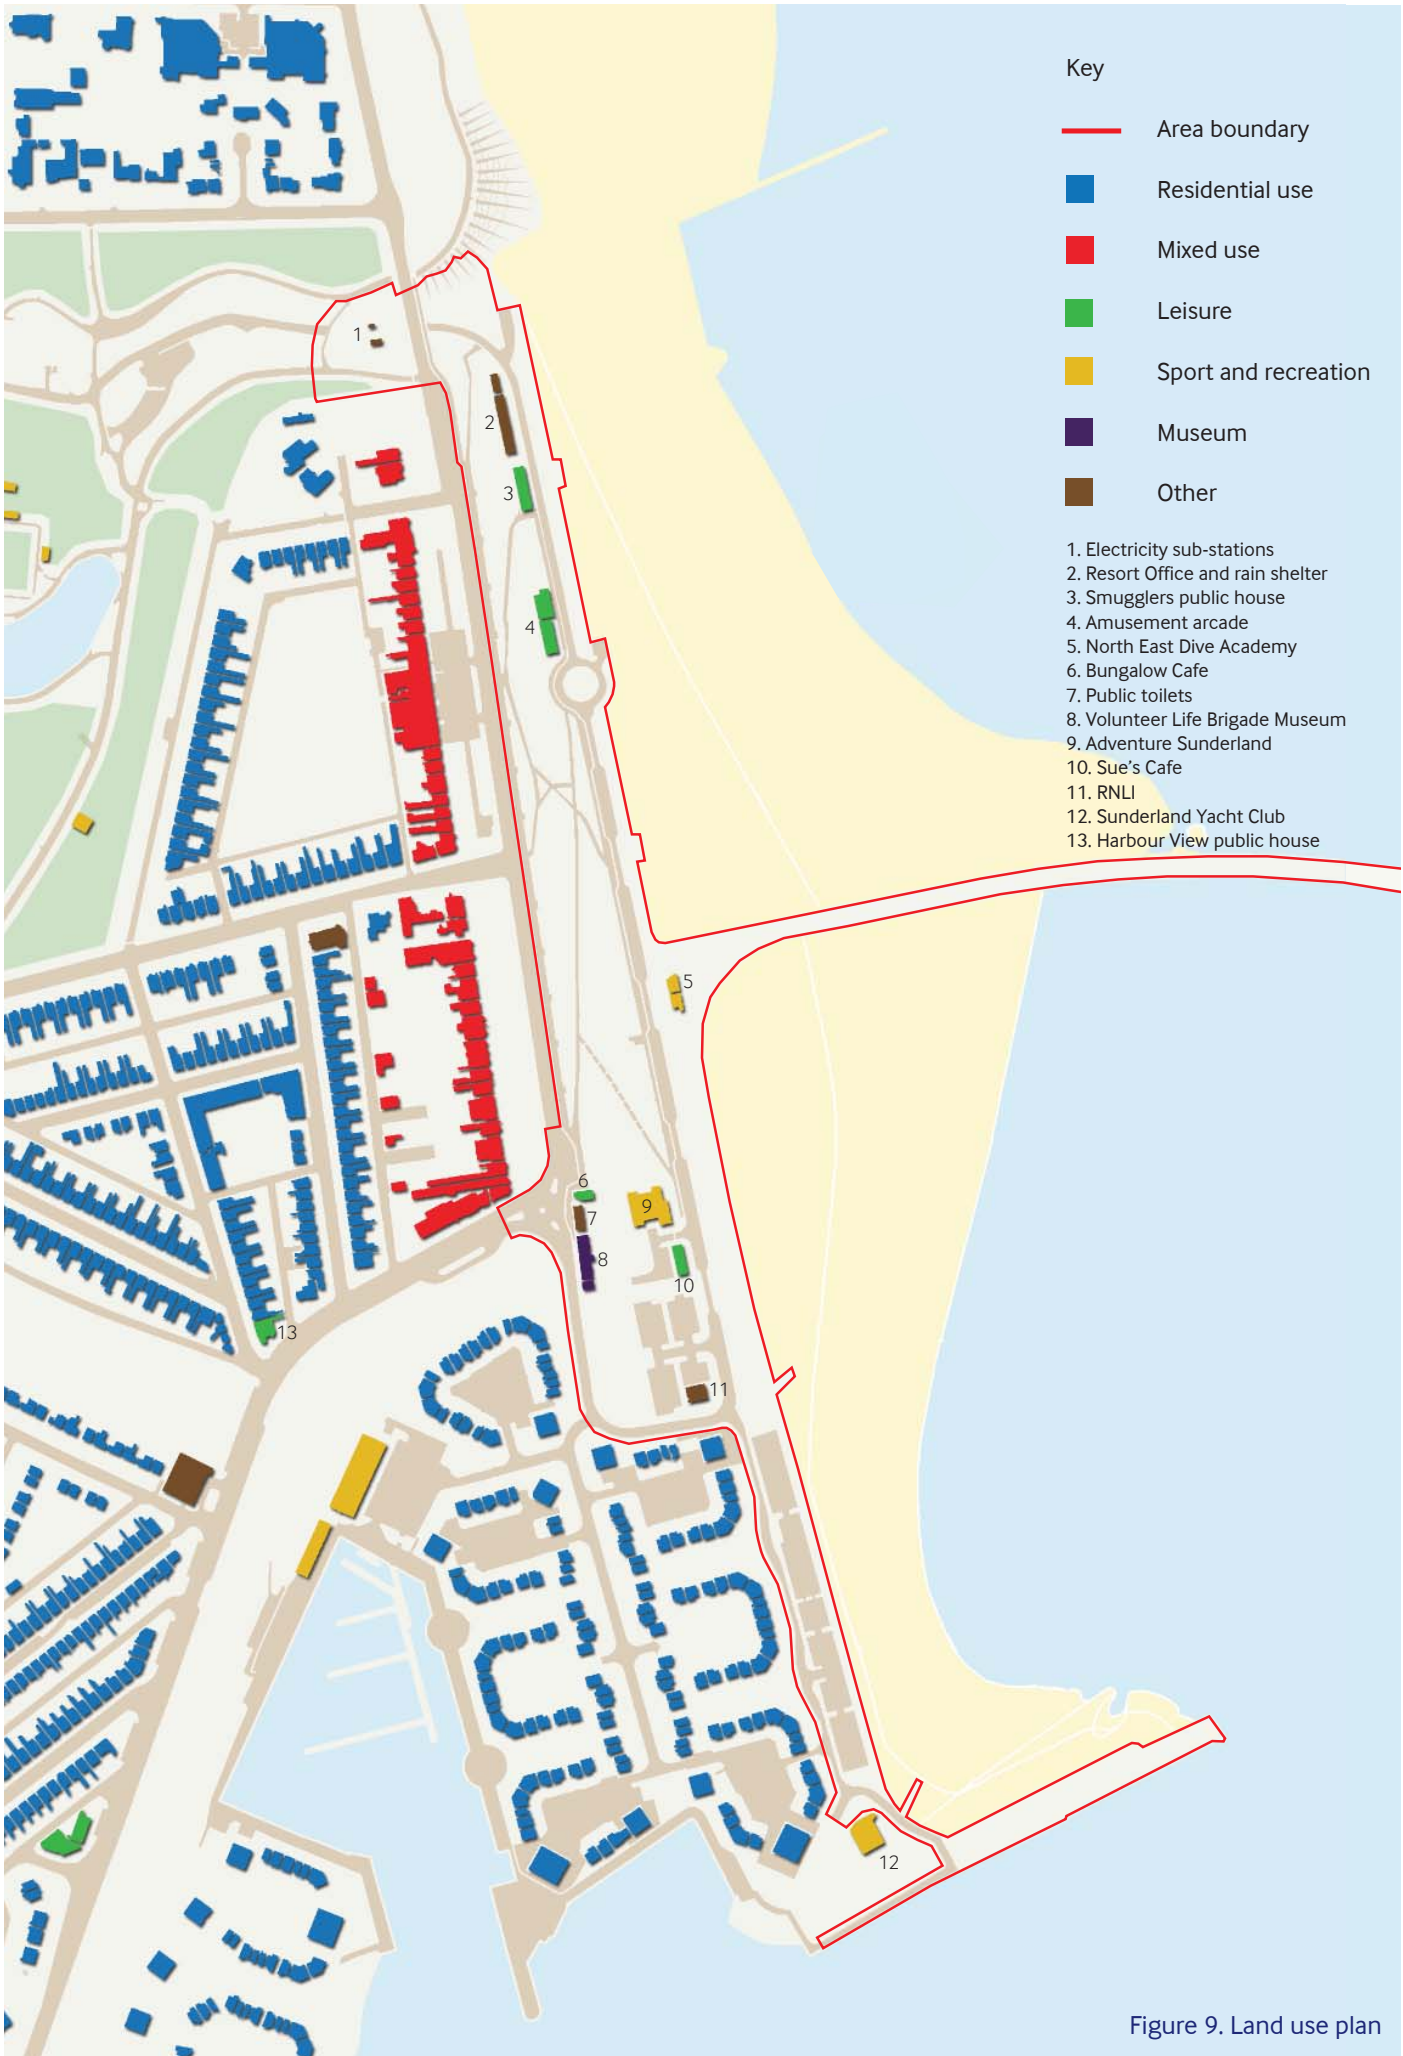 Key
Area boundary
Residential use
Mixed use
Leisure
Sport and recreation
Museum
Other
1. Electricity sub-stations
2. Resort Office and rain shelter
3. Smugglers public house
4. Amusement arcade
5. North East Dive Academy
6. Bungalow Cafe
7. Public toilets
8. Volunteer Life Brigade Museum
9. Adventure Sunderland
10. Sue's Cafe
11. RNLI
12. Sunderland Yacht Club
13. Harbour View public house
1
2
3
4
5
6
7
8
9
10
13
11
12
Figure 9. Land use plan